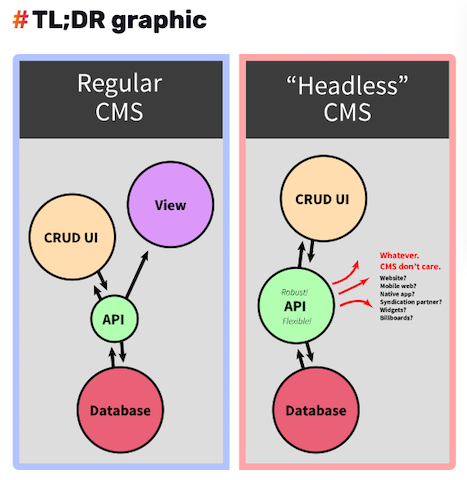 # TL;DR graphic
Regular
CMS
View
CRUD UI
API
Database
“Headless”
CMS
CRUD UI
Robust!
API
Flexible!
Whatever.
CMS don't care.
Website?
Mobile web?
Native app?
Syndication partner?
Widgets?
Billboards?
Database